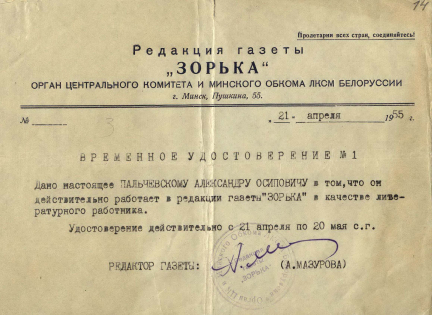 14
Пролетарии всех стран, соединяйтесь!
Редакция газеты
„ЗОРЬКА“
ОРГАН ЦЕНТРАЛЬНОГО КОМИТЕТА И МИНСКОГО ОБКОМА ЛКСМ БЕЛОРУССИИ
г. Минск, Пушкина, 55.
№ 3 „21“ апреля 1955 г.
ВРЕМЕННОЕ УДОСТОВЕРЕНИЕ №1
Дано настоящее ПАЛЬЧЕВСКОМУ АЛЕКСАНДРУ ОСИПОВИЧУ в том, что он
действительно работает в редакции газеты "ЗОРЬКА" в качестве лите-
ратурного работника.
Удостоверение действительно с 21 апреля по 20 мая с.г.
РЕДАКТОР ГАЗЕТЫ: (А.МАЗУРОВА)
"ЗОРЬКА"